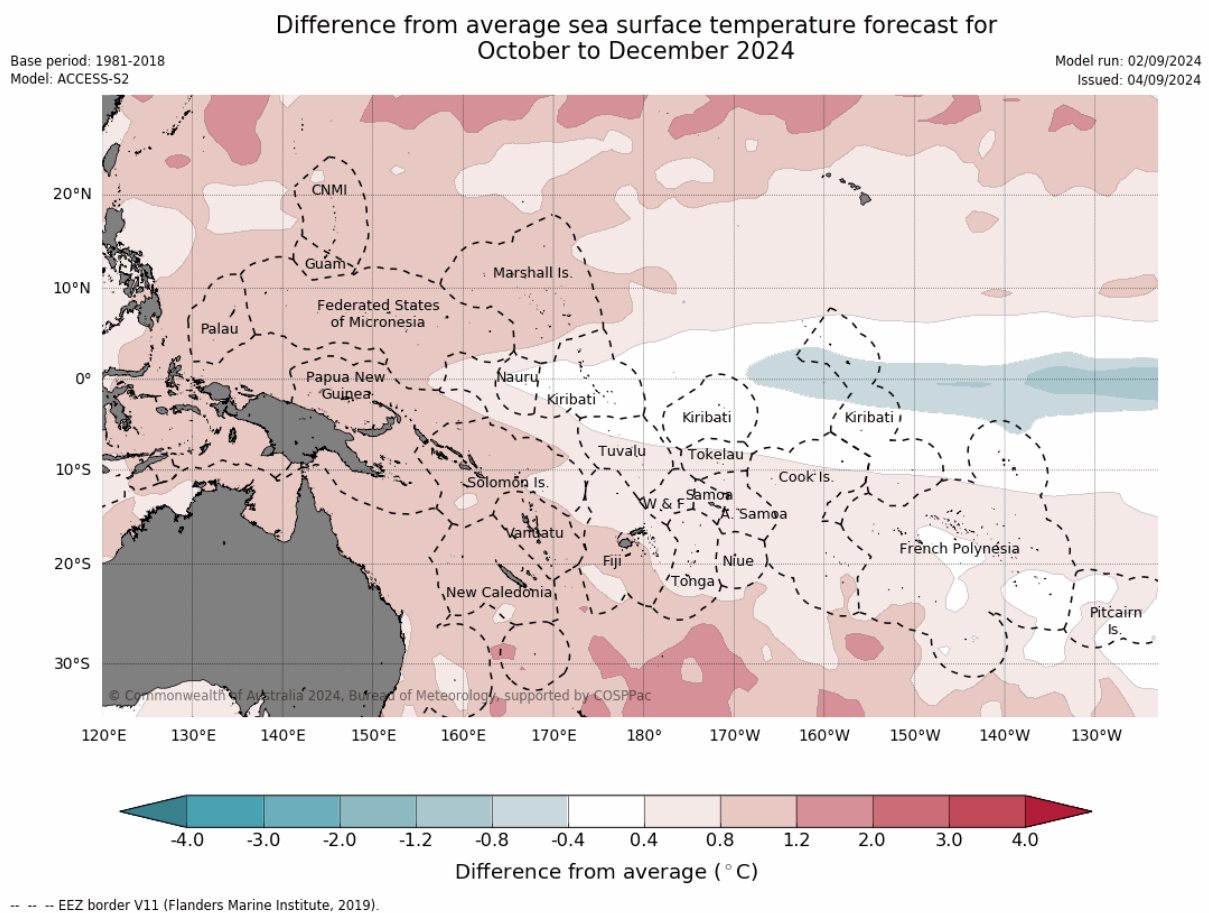 Difference from average sea surface temperature forecast for
October to December 2024
Base period: 1981-2018
Model: ACCESS-S2
Model run: 02/09/2024
Issued: 04/09/2024
20°N
10°N
0°
10°S
20°S
30°S
CNMI
Guam
Marshall Is.
Federated States
of Micronesia
Palau
Papua New
Guinea
Nauru
Kiribati
Kiribati
Kiribati
Tuvalu
Tokelau
Cook Is.
Solomon Is.
Samoa
W & F
A. Samoa
Vanuatu
French Polynesia
Fiji
Niue
Tonga
New Caledonia
Pitcairn
Is.
© Commonwealth of Australia 2024, Bureau of Meteorology, supported by COSPPac
120°E 130°E 140°E 150°E 160°E 170°E 180° 170°W 160°W 150°W 140°W 130°W
-4.0 -3.0 -2.0 -1.2 -0.8 -0.4 0.4 0.8 1.2 2.0 3.0 4.0
Difference from average (°C)
-- -- -- EEZ border V11 (Flanders Marine Institute, 2019).